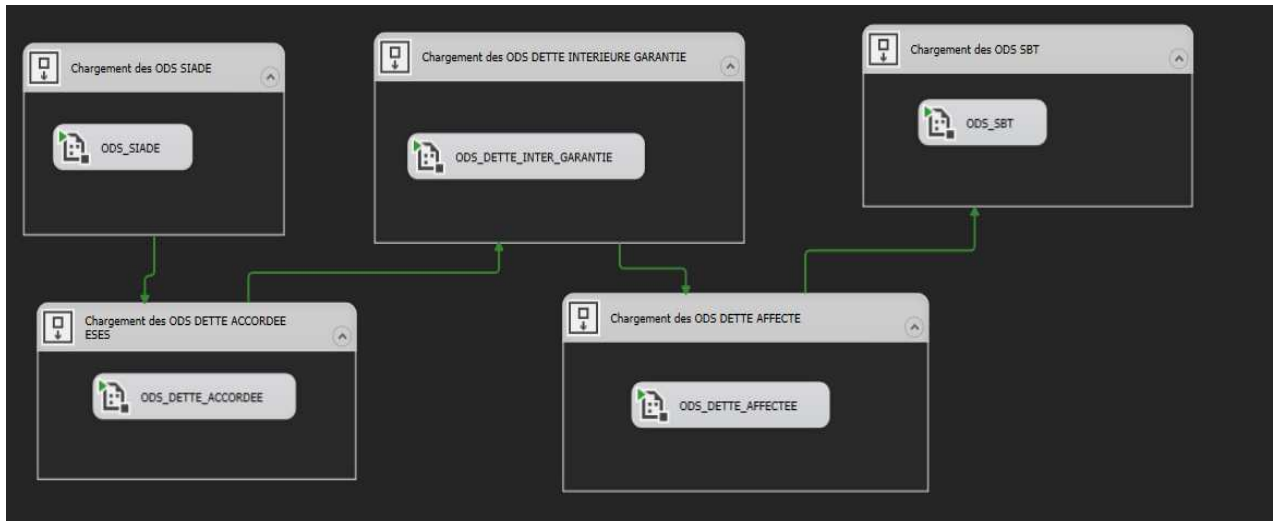 Chargement des ODS SIADE
ODS_SIADE
Chargement des ODS DETTE ACCORDEE
ESES
ODS_DETTE_ACCORDEE
Chargement des ODS DETTE INTERIEURE GARANTIE
ODS_DETTE_INTER_GARANTIE
Chargement des ODS DETTE AFFECTE
ODS_DETTE_AFFECTEE
Chargement des ODS SBT
ODS_SBT